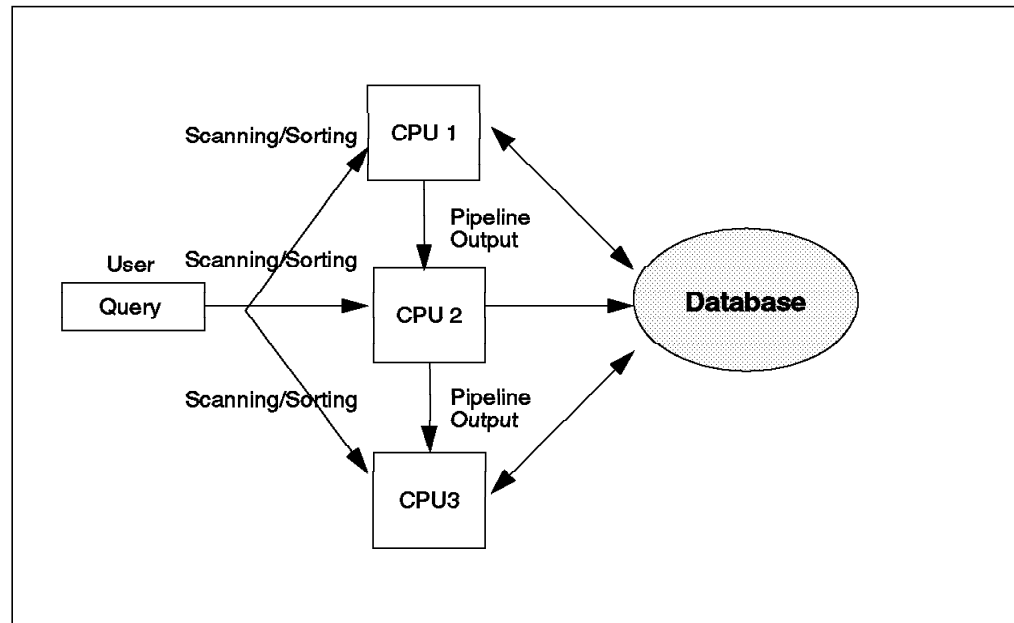 Scanning/Sorting
CPU 1
Pipeline
Output
User
Scanning/Sorting
Query
CPU 2
Database
Scanning/Sorting
Pipeline
Output
CPU3